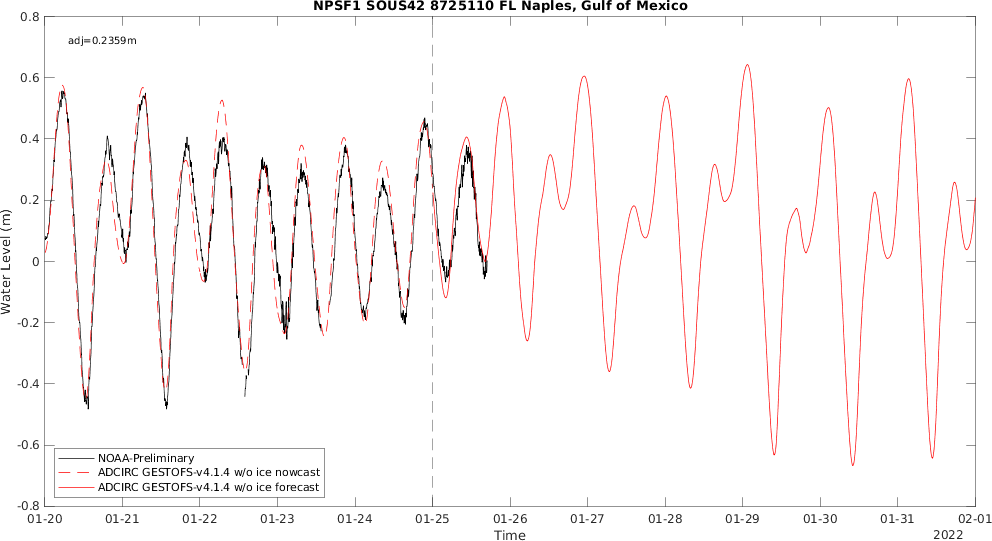 NPSF1 SOUS42 8725110 FL Naples, Gulf of Mexico
adj=0.2359m
0.8
0.6
0.4
0.2
0
-0.2
-0.4
-0.6
-0.8
Water Level (m)
NOAA-Preliminary
ADCIRC GESTOFS-v4.1.4 w/o ice nowcast
ADCIRC GESTOFS-v4.1.4 w/o ice forecast
01-20 01-21 01-22 01-23 01-24 01-25 01-26 01-27 01-28 01-29 01-30 01-31 02-01
Time
2022